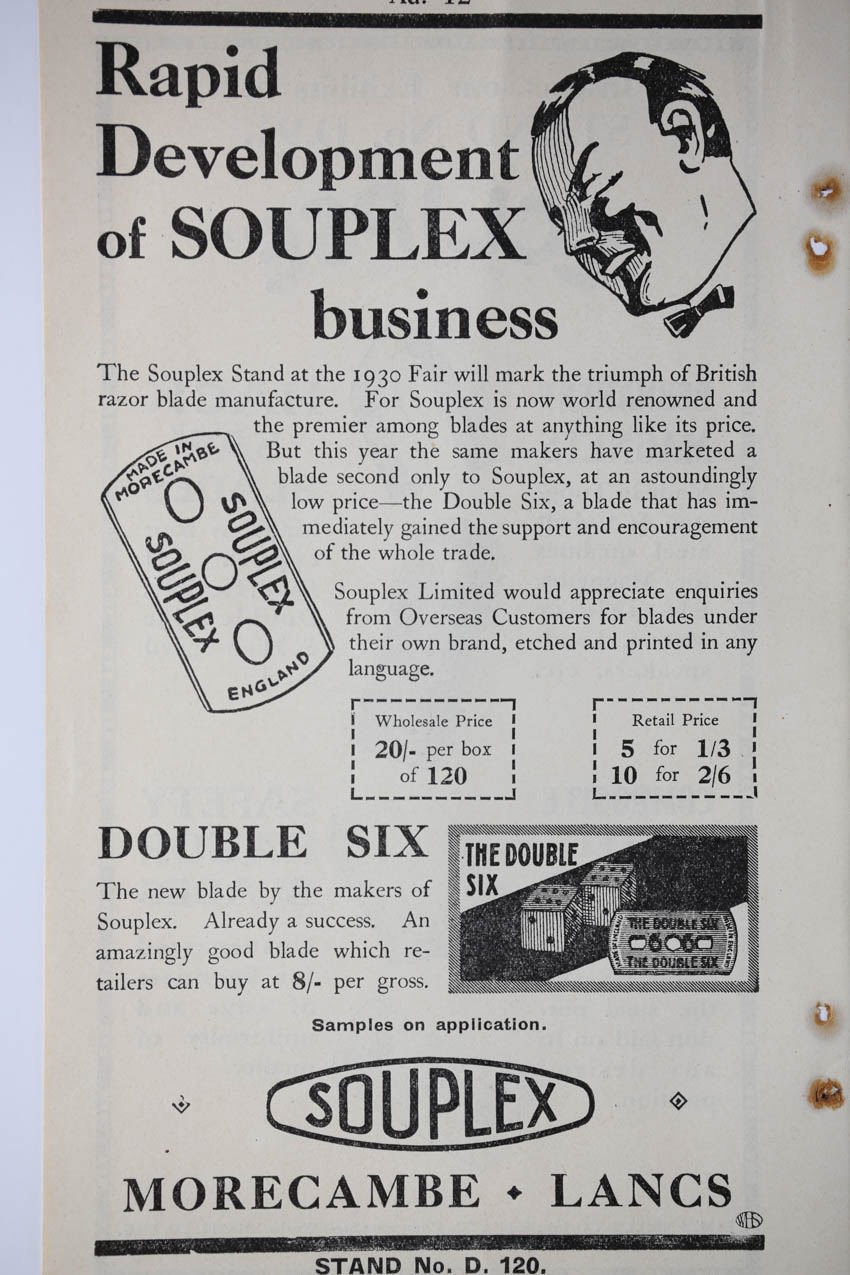 Ad. 12
Rapid
Development
of SOUPLEX
business
The Souplex Stand at the 1930 Fair will mark the triumph of British
razor blade manufacture. For Souplex is now world renowned and
the premier among blades at anything like its price.
But this year the same makers have marketed a
blade second only to Souplex, at an astoundingly
low price—the Double Six, a blade that has im-
mediately gained the support and encouragement
of the whole trade.
MADE IN
MORECAMBE
SOUPLEX
SOUPLEX
ENGLAND
Souplex Limited would appreciate enquiries
from Overseas Customers for blades under
their own brand, etched and printed in any
language.
Wholesale Price
20/- per box
of 120
Retail Price
5 for 1/3
10 for 2/6
DOUBLE SIX
The new blade by the makers of
Souplex. Already a success. An
amazingly good blade which re-
tailers can buy at 8/- per gross.
THE DOUBLE
SIX
THE DOUBLE SIX
6 6
THE DOUBLE SIX
Samples on application.
SOUPLEX
MORECAMBE ♦ LANCS
STAND No. D. 120.